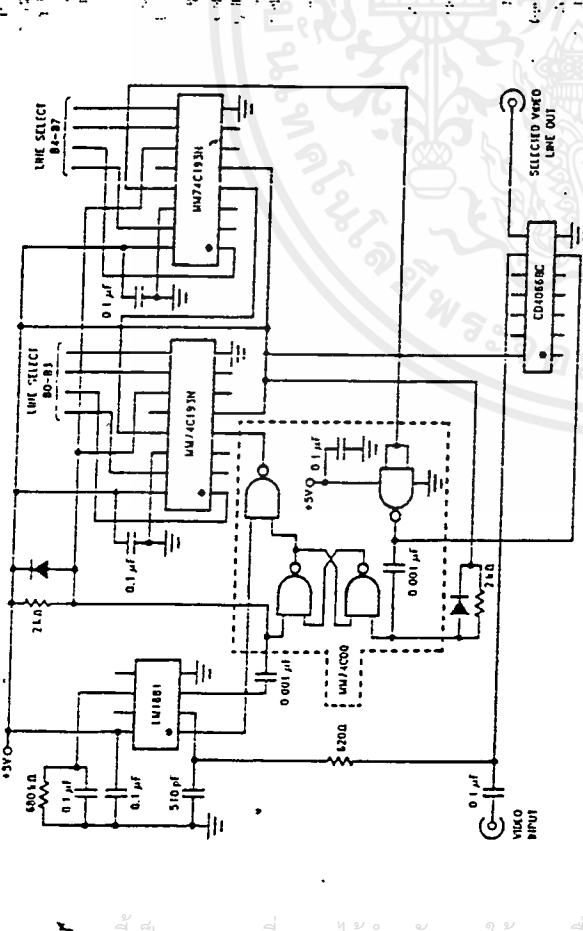 LINE SELECT
B4-B7
MM74C193N
0.1 µF
LINE SELECT
B0-B3
MM74C193N
0.1 µF
SELECTED VIDEO
LINE OUT
CD4066BC
+5V
0.1 µF
0.001 µF
2kΩ
MM74C00
2kΩ
0.001 µF
LM1881
+5V
680kΩ
0.1 µF
0.1 µF
510 pF
620Ω
0.1 µF
VIDEO
INPUT